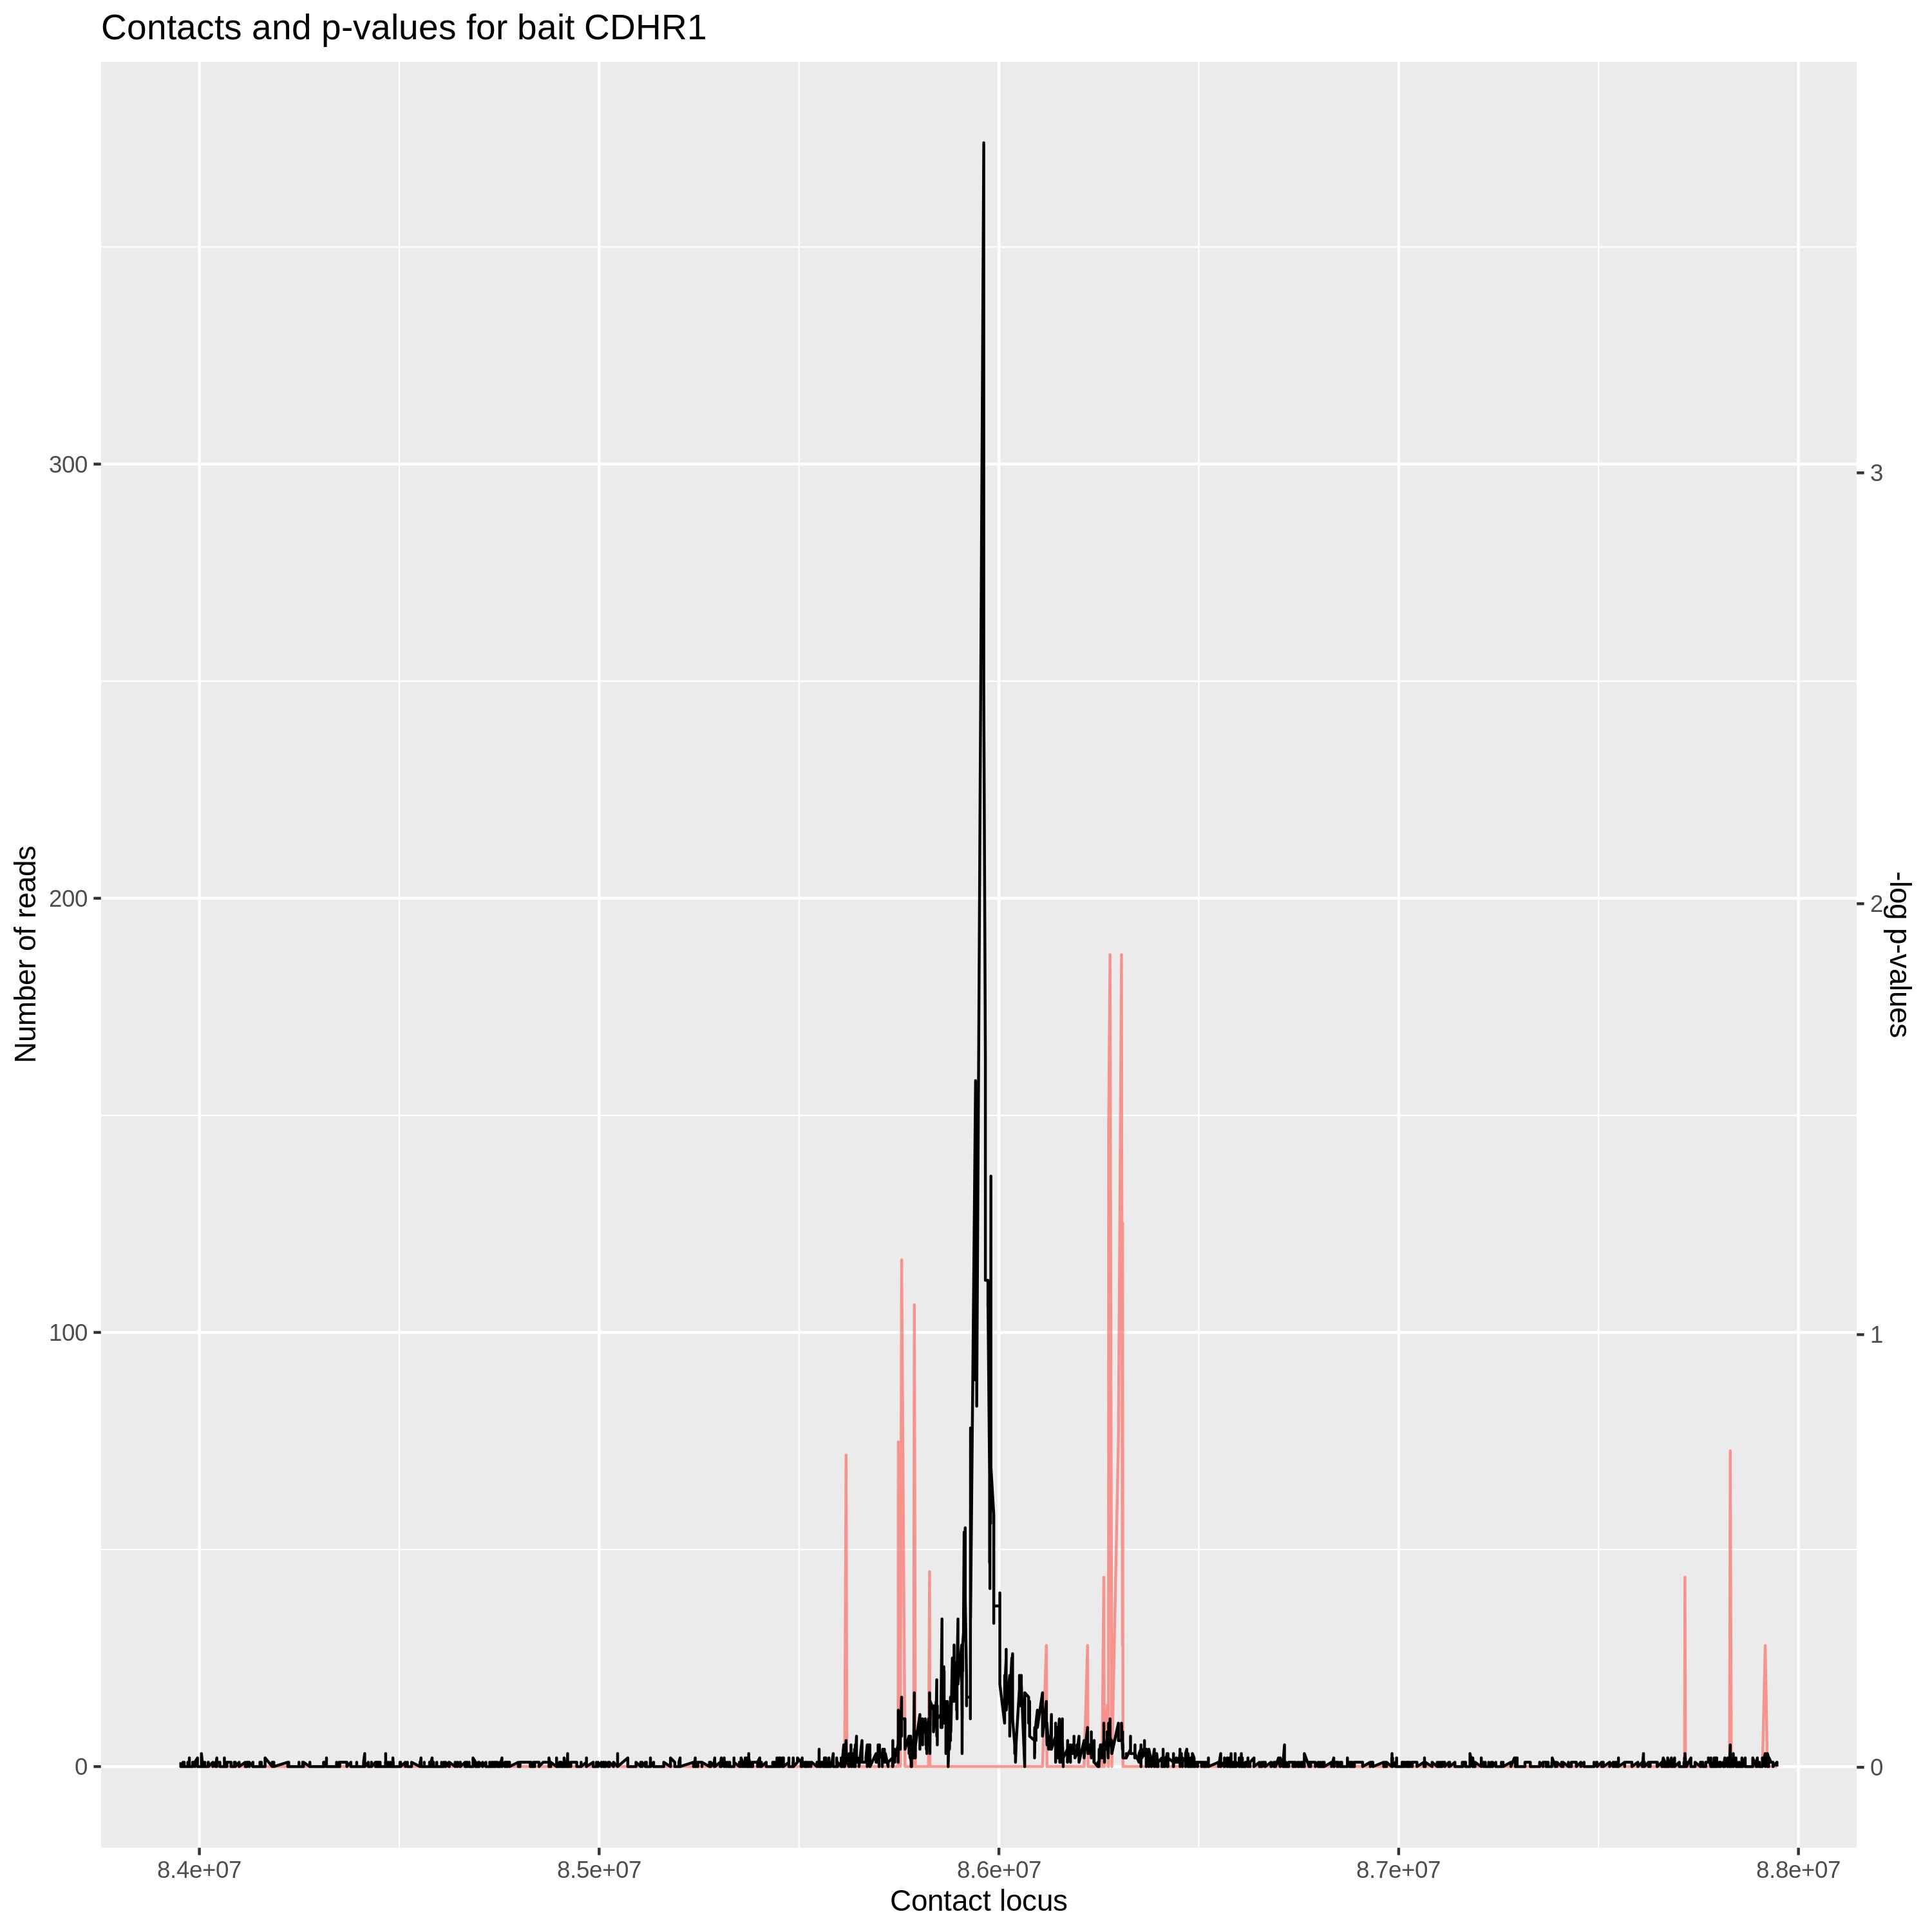 Contacts and p-values for bait CDHR1
Number of reads
300
200
100
0
3
2
1
0
-log p-values
8.4e+07 8.5e+07 8.6e+07 8.7e+07 8.8e+07
Contact locus